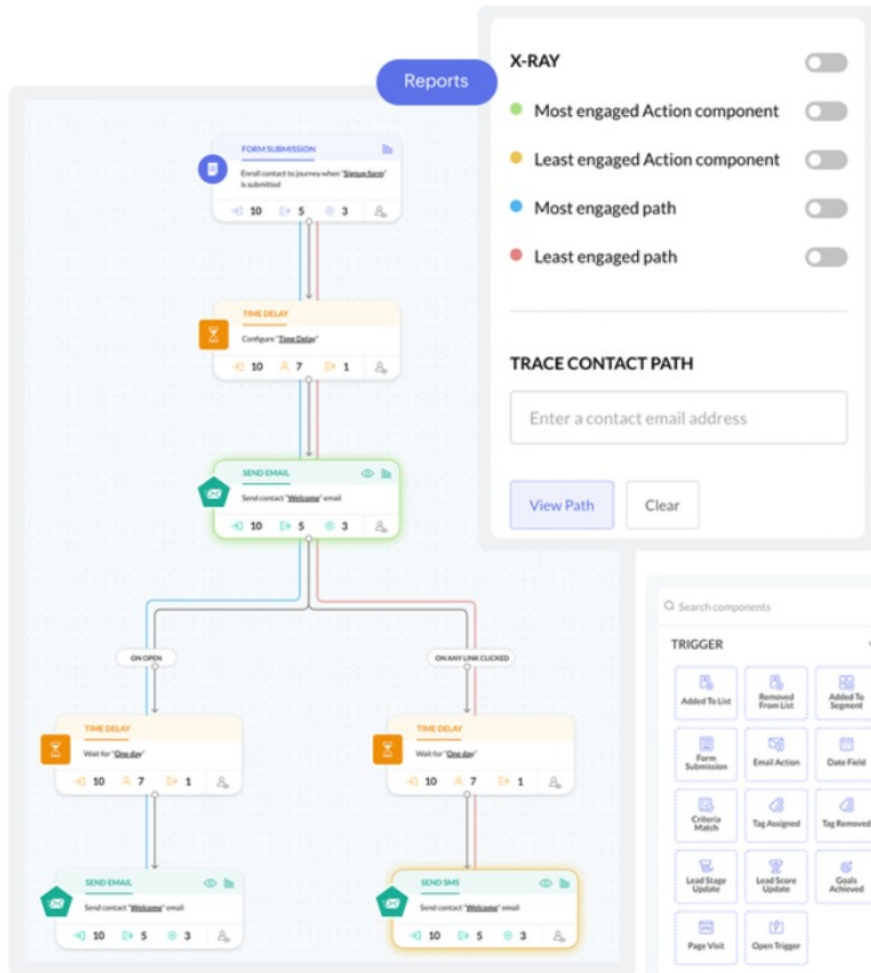 Reports
X-RAY
Most engaged Action component
Least engaged Action component
Most engaged path
Least engaged path
TRACE CONTACT PATH
Enter a contact email address
View Path
Clear
FORM SUBMISSION
Enroll contact to journey when "Signup form"
is submitted
10 5 3
TIME DELAY
Configure "Time Delay"
10 7 1
SEND EMAIL
Send contact "Welcome" email
10 5 3
ON OPEN
ON ANY LINK CLICKED
TIME DELAY
Wait for "One day"
10 7 1
TIME DELAY
Wait for "One day"
10 7 1
SEND EMAIL
Send contact "Welcome" email
10 5 3
SEND SMS
Send contact "Welcome" email
10 5 3
Search components
TRIGGER
Added To List
Removed
From List
Added To
Segment
Form
Submission
Email Action
Date Field
Criteria
Match
Tag Assigned
Tag Removed
Lead Stage
Update
Lead Score
Update
Goals
Achieved
Page Visit
Open Trigger